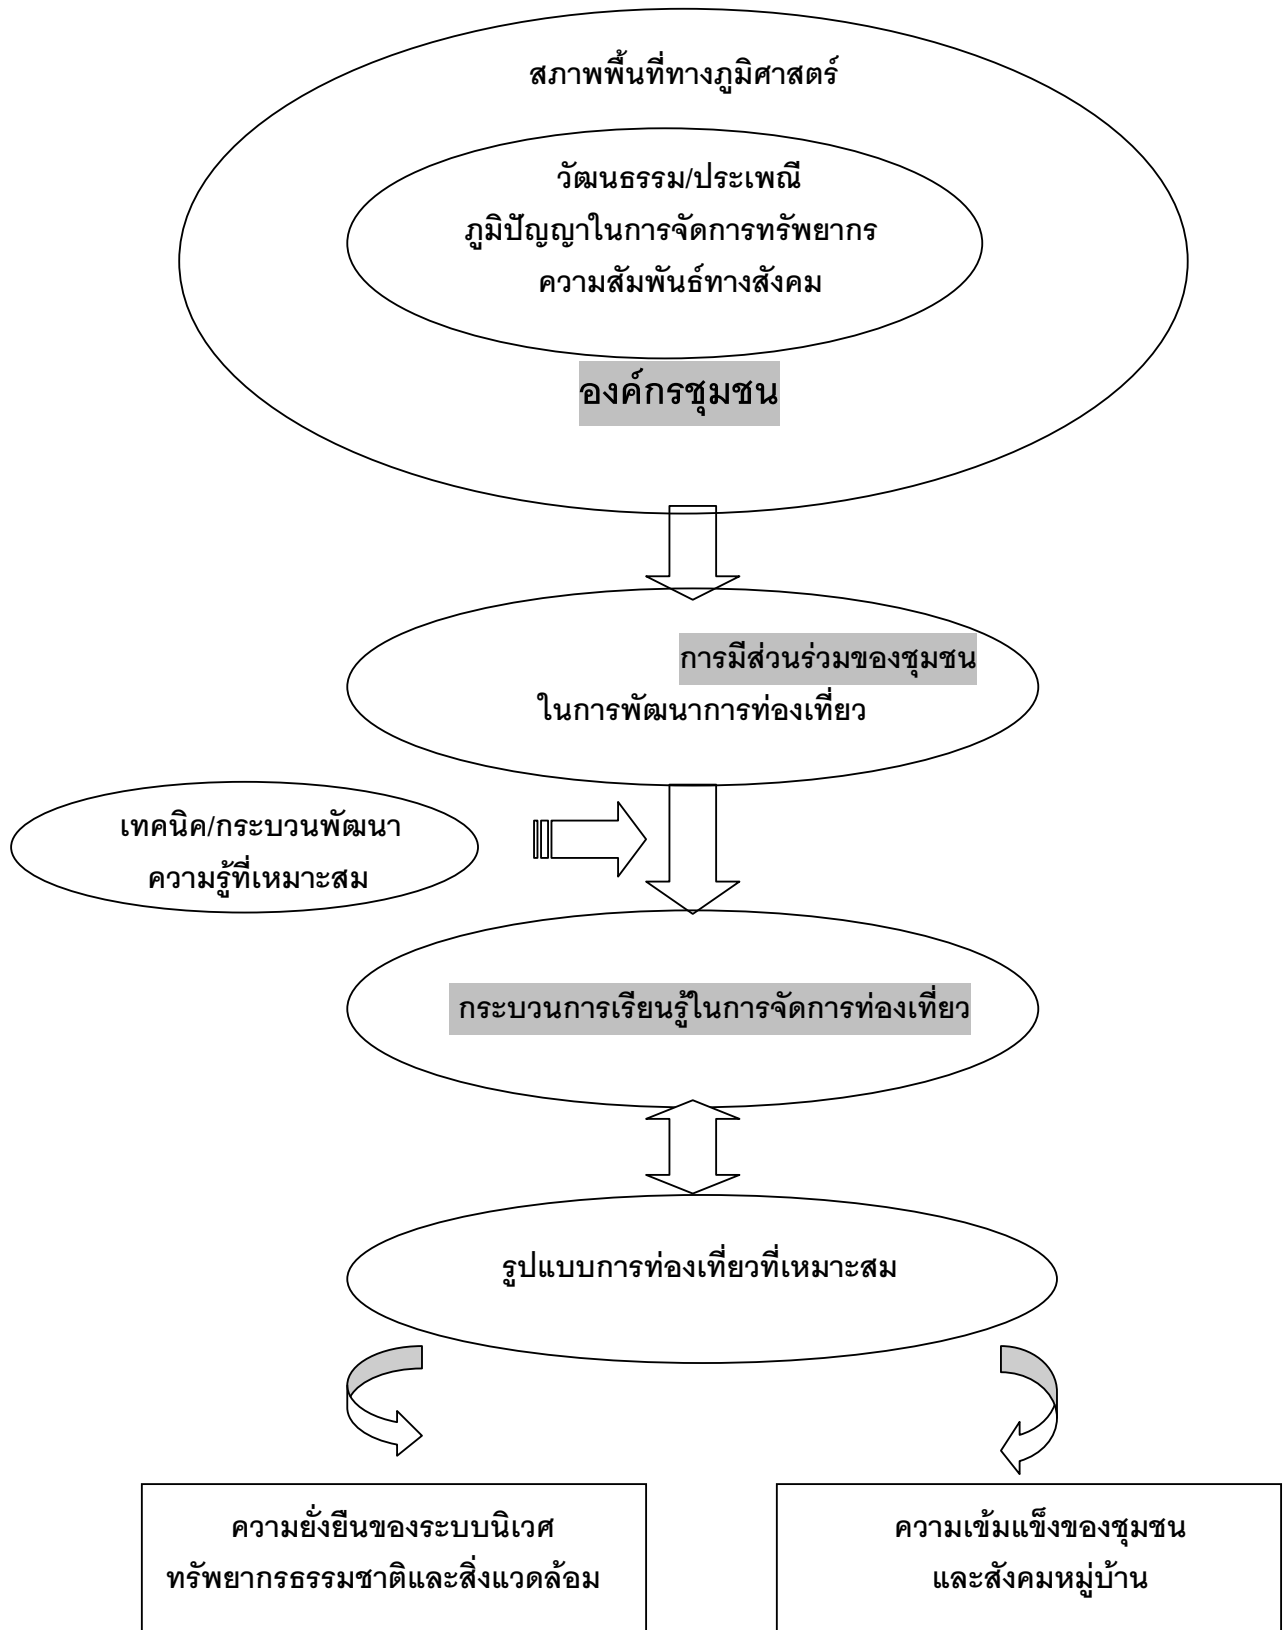 สภาพพื้นที่ทางภูมิศาสตร์
วัฒนธรรม/ประเพณี
ภูมิปัญญาในการจัดการทรัพยากร
ความสัมพันธ์ทางสังคม
องค์กรชุมชน
การมีส่วนร่วมของชุมชน
ในการพัฒนาการท่องเที่ยว
เทคนิค/กระบวนพัฒนา
ความรู้ที่เหมาะสม
กระบวนการเรียนรู้ในการจัดการท่องเที่ยว
รูปแบบการท่องเที่ยวที่เหมาะสม
ความยั่งยืนของระบบนิเวศ
ทรัพยากรธรรมชาติและสิ่งแวดล้อม
ความเข้มแข็งของชุมชน
และสังคมหมู่บ้าน